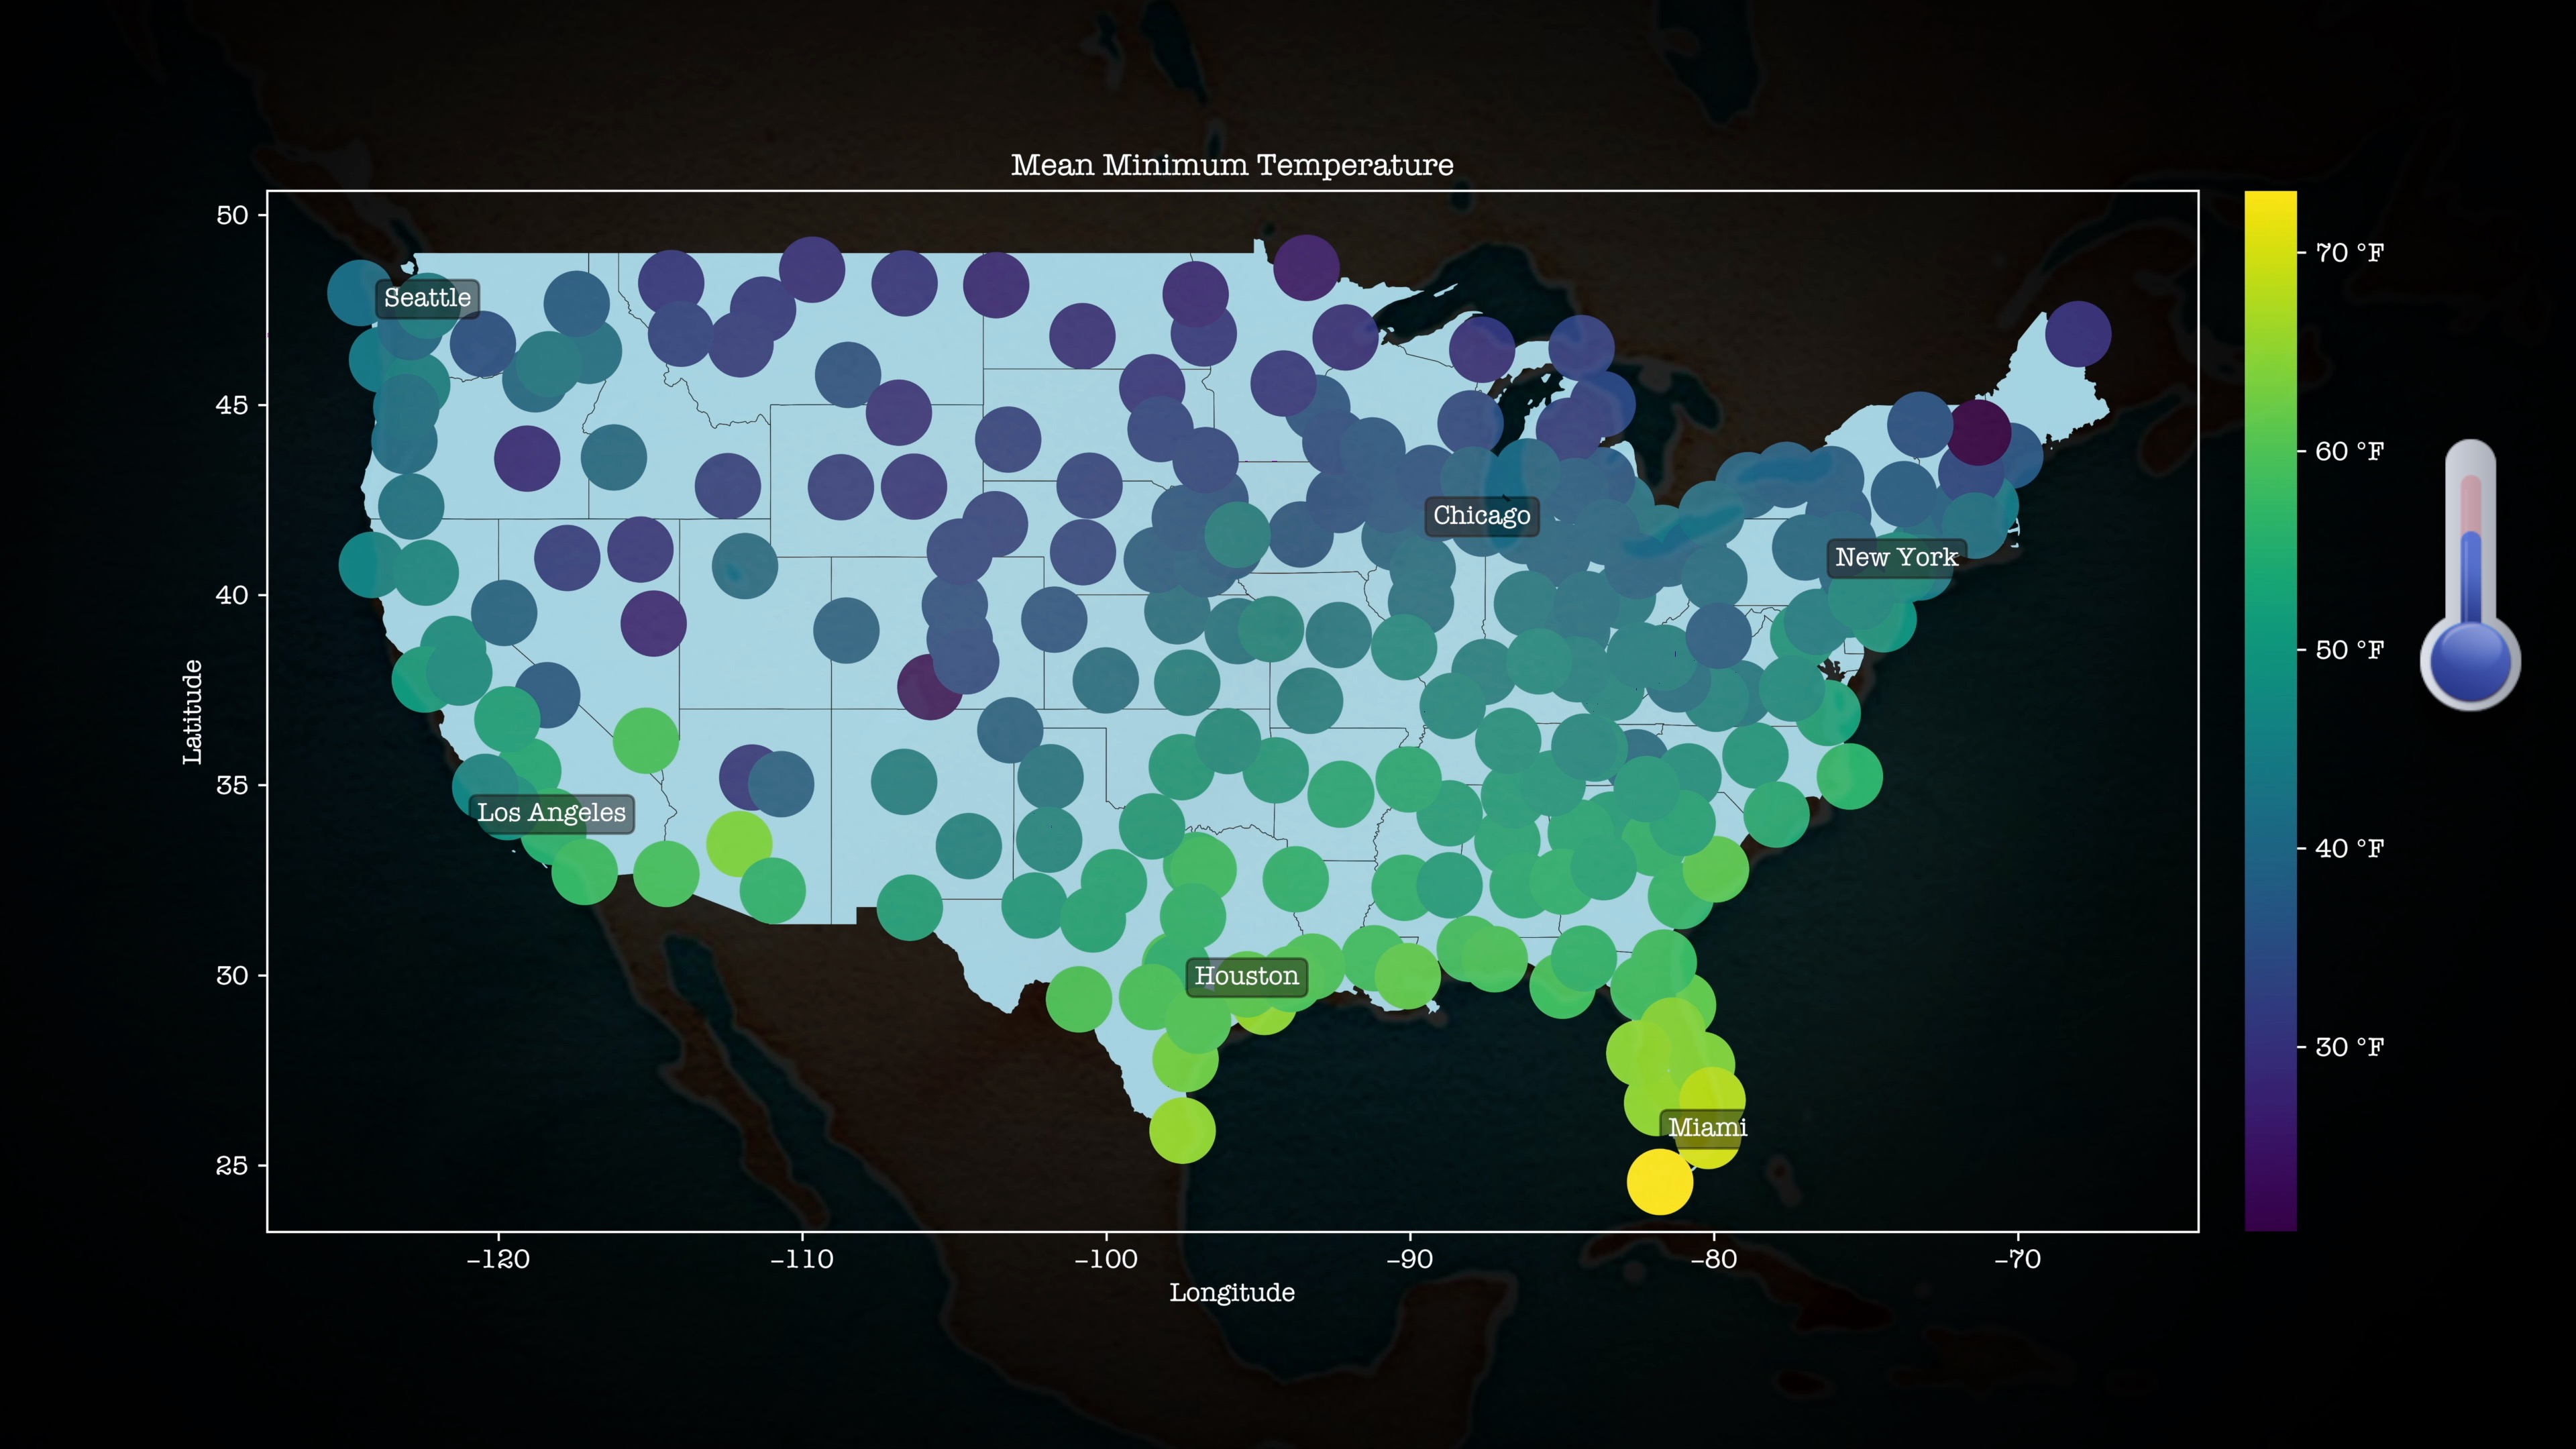 Mean Minimum Temperature
50
45
40
35
30
25
Latitude
-120
-110
-100
-90
-80
-70
Longitude
Seattle
Chicago
New York
Los Angeles
Houston
Miami
70 °F
60 °F
50 °F
40 °F
30 °F